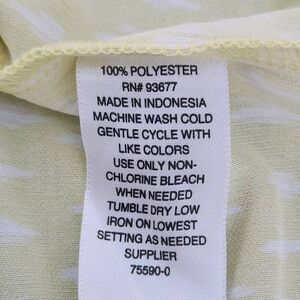 100% POLYESTER
RN# 93677
MADE IN INDONESIA
MACHINE WASH COLD
GENTLE CYCLE WITH
LIKE COLORS
USE ONLY NON-
CHLORINE BLEACH
WHEN NEEDED
TUMBLE DRY LOW
IRON ON LOWEST
SETTING AS NEEDED
SUPPLIER
75590-0